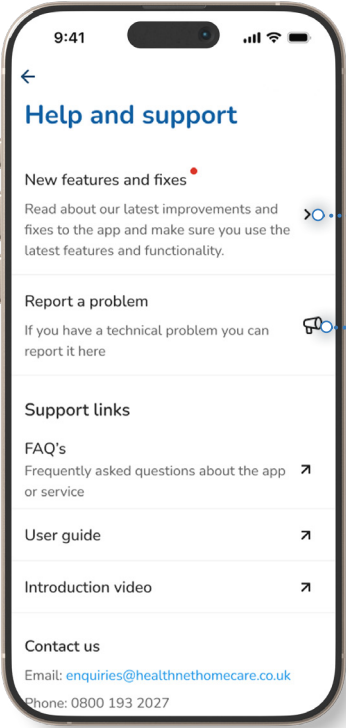 9:41
Help and support
New features and fixes
Read about our latest improvements and
fixes to the app and make sure you use the
latest features and functionality.
Report a problem
If you have a technical problem you can
report it here
Support links
FAQ's
Frequently asked questions about the app
or service
User guide
Introduction video
Contact us
Email: enquiries@healthnethomecare.co.uk
Phone: 0800 193 2027